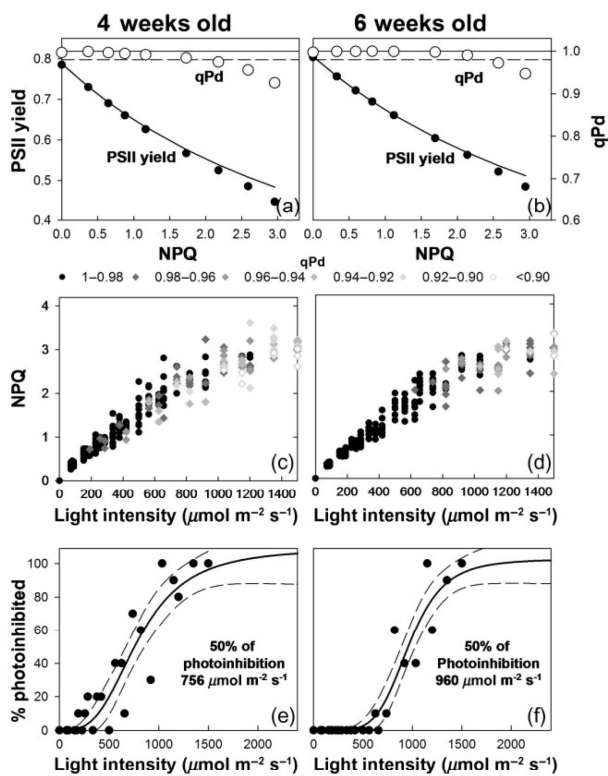 4 weeks old 6 weeks old
0.8 1.0
0.7 0.9
0.6 0.8
0.5 0.7
0.4 0.6
PSII yield
qPd
qPd
qPd
PSII yield
PSII yield
(a) (b)
0.0 0.5 1.0 1.5 2.0 2.5 3.0 0.0 0.5 1.0 1.5 2.0 2.5 3.0
NPQ NPQ
qPd
1–0.98 0.98–0.96 0.96–0.94 0.94–0.92 0.92–0.90 <0.90
4
3
2
1
0
NPQ
(c) (d)
0 200 400 600 800 1000 1200 1400 0 200 400 600 800 1000 1200 1400
Light intensity (µmol m⁻² s⁻¹) Light intensity (µmol m⁻² s⁻¹)
100
80
60
40
20
0
% photoinhibited
50% of
photoinhibition
756 µmol m⁻² s⁻¹
(e)
50% of
Photoinhibition
960 µmol m⁻² s⁻¹
(f)
0 500 1000 1500 2000 0 500 1000 1500 2000
Light intensity (µmol m⁻² s⁻¹) Light intensity (µmol m⁻² s⁻¹)